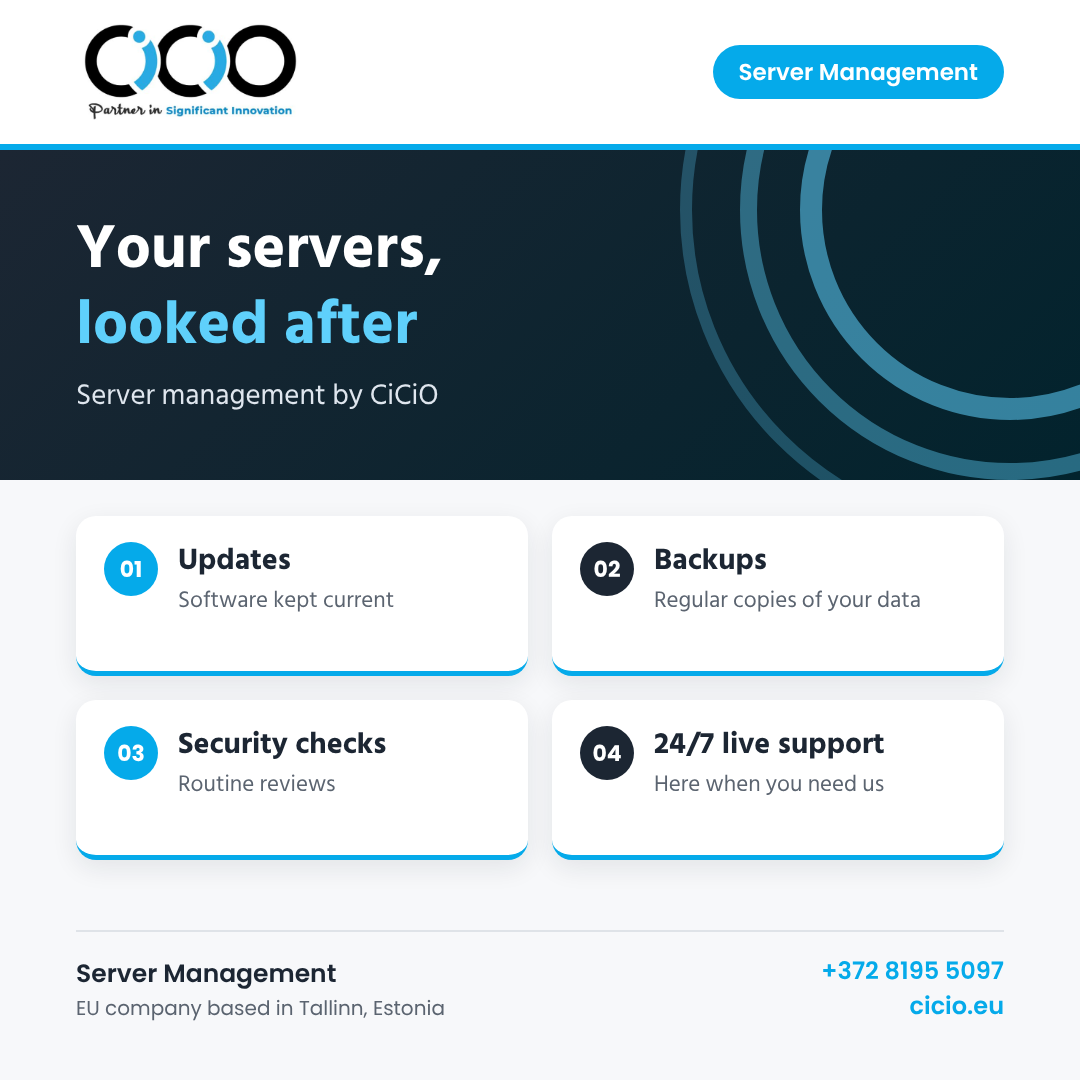 CiCiO
Partner in Significant Innovation
Server Management
Your servers,
looked after
Server management by CiCiO
01
Updates
Software kept current
02
Backups
Regular copies of your data
03
Security checks
Routine reviews
04
24/7 live support
Here when you need us
Server Management
EU company based in Tallinn, Estonia
+372 8195 5097
cicio.eu